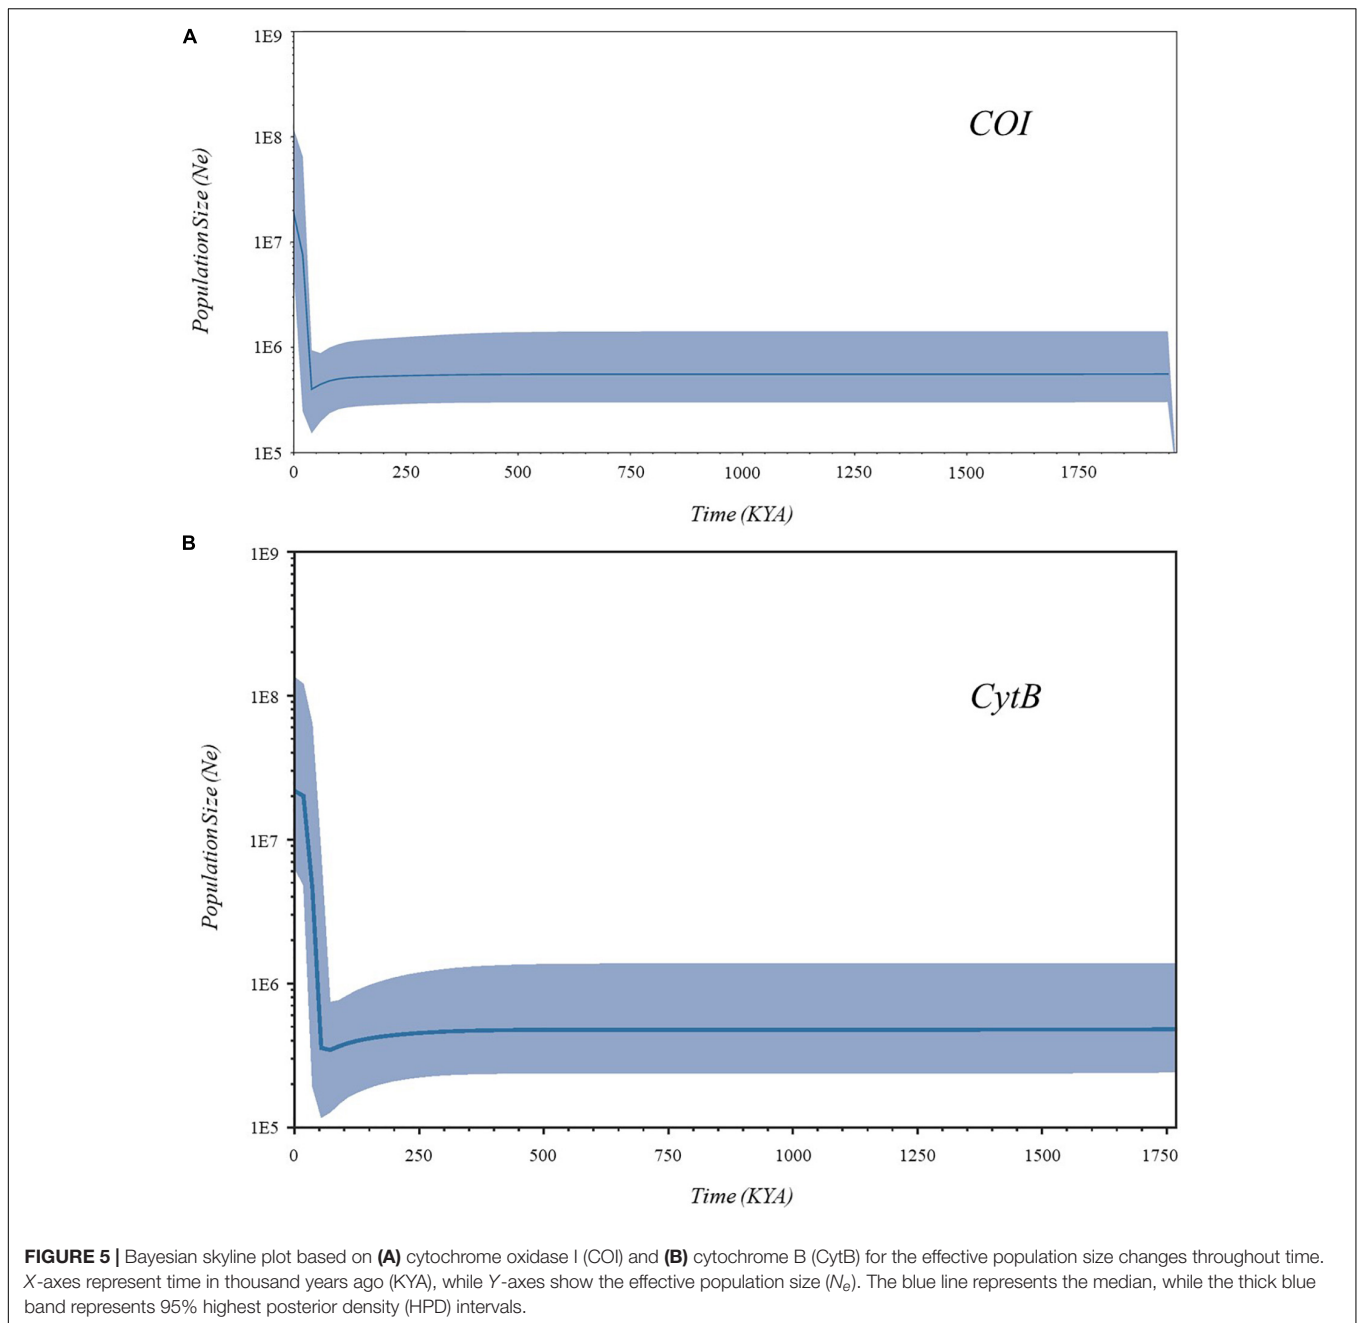 A
1E9
1E8
1E7
1E6
1E5
Population Size (Ne)
COI
0 250 500 750 1000 1250 1500 1750
Time (KYA)
B
1E9
1E8
1E7
1E6
1E5
Population Size (Ne)
CytB
0 250 500 750 1000 1250 1500 1750
Time (KYA)
FIGURE 5 | Bayesian skyline plot based on (A) cytochrome oxidase I (COI) and (B) cytochrome B (CytB) for the effective population size changes throughout time.
X-axes represent time in thousand years ago (KYA), while Y-axes show the effective population size (Ne). The blue line represents the median, while the thick blue
band represents 95% highest posterior density (HPD) intervals.